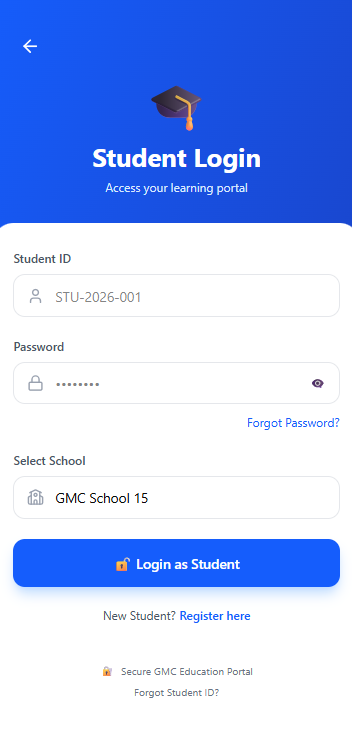 Student Login
Access your learning portal
Student ID
STU-2026-001
Password
••••••••
Forgot Password?
Select School
GMC School 15
Login as Student
New Student? Register here
Secure GMC Education Portal
Forgot Student ID?